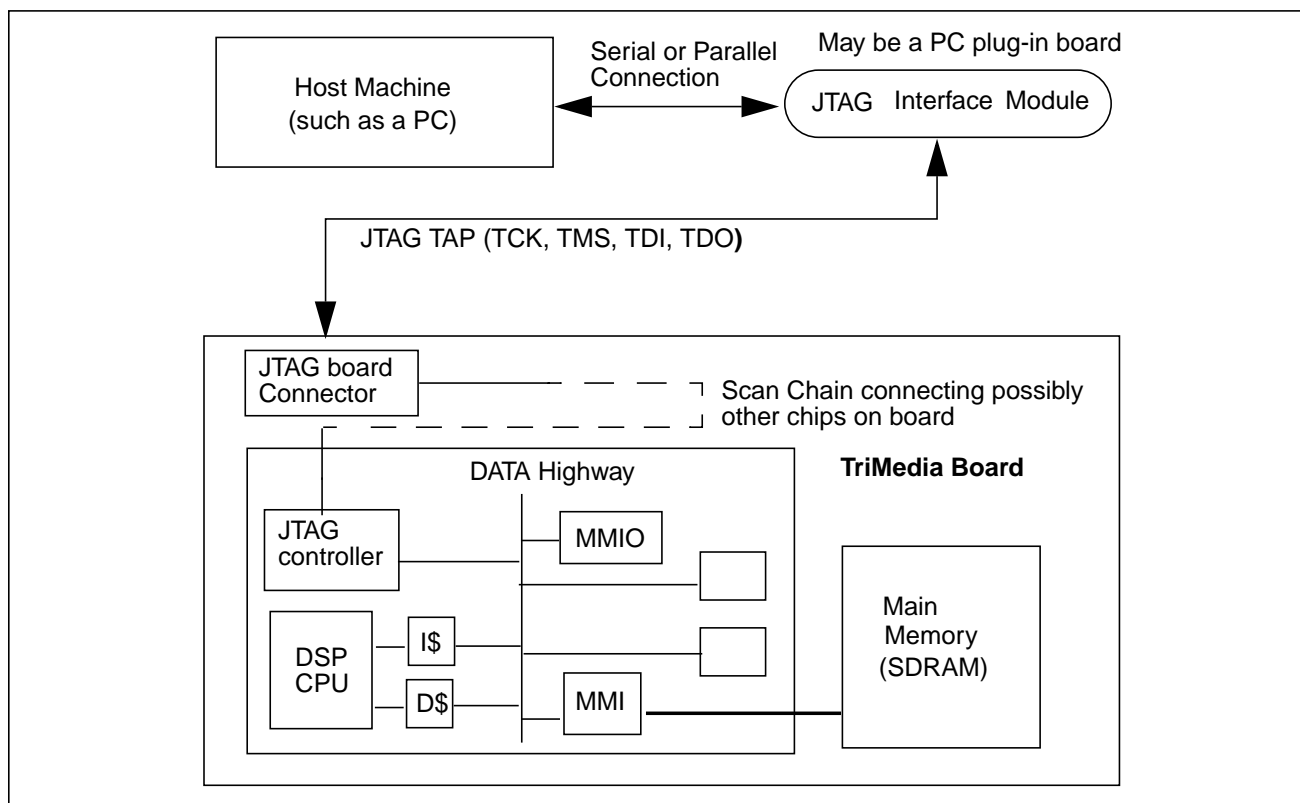 Serial or Parallel
Connection
May be a PC plug-in board
Host Machine
(such as a PC)
JTAG Interface Module
JTAG TAP (TCK, TMS, TDI, TDO)
JTAG board
Connector
Scan Chain connecting possibly
other chips on board
DATA Highway
TriMedia Board
JTAG
controller
MMIO
DSP
CPU
I$
D$
MMI
Main
Memory
(SDRAM)